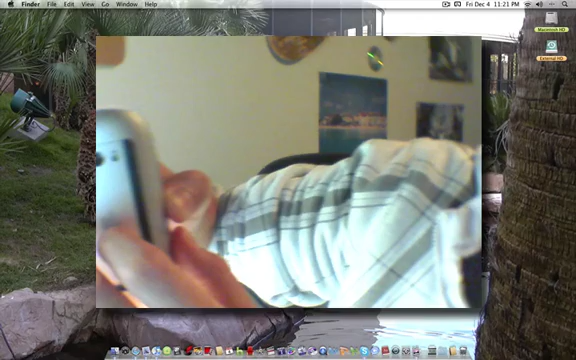 Finder File Edit View Go Window Help Fri Dec 4 11:21 PM
Macintosh HD
External HD